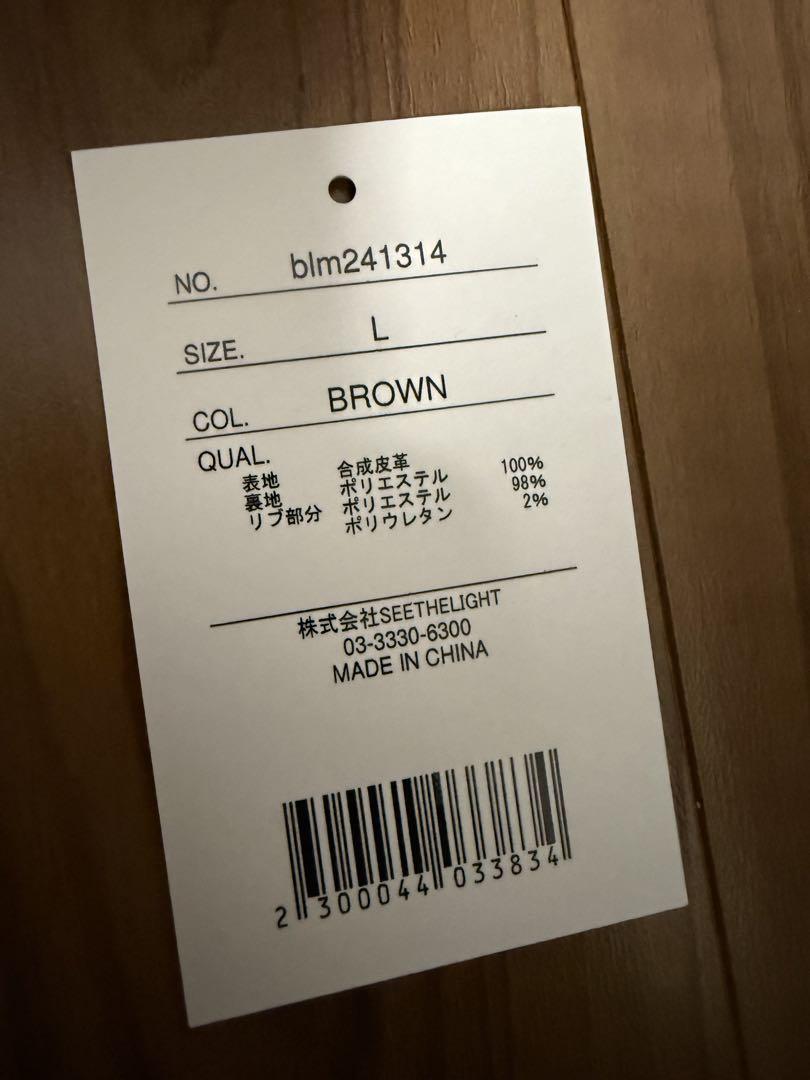 NO. blm241314
SIZE. L
COL. BROWN
QUAL.
表地 合成皮革 100%
裏地 ポリエステル 98%
リブ部分 ポリエステル 2%
ポリウレタン
株式会社SEETHELIGHT
03-3330-6300
MADE IN CHINA
2 300044 033834